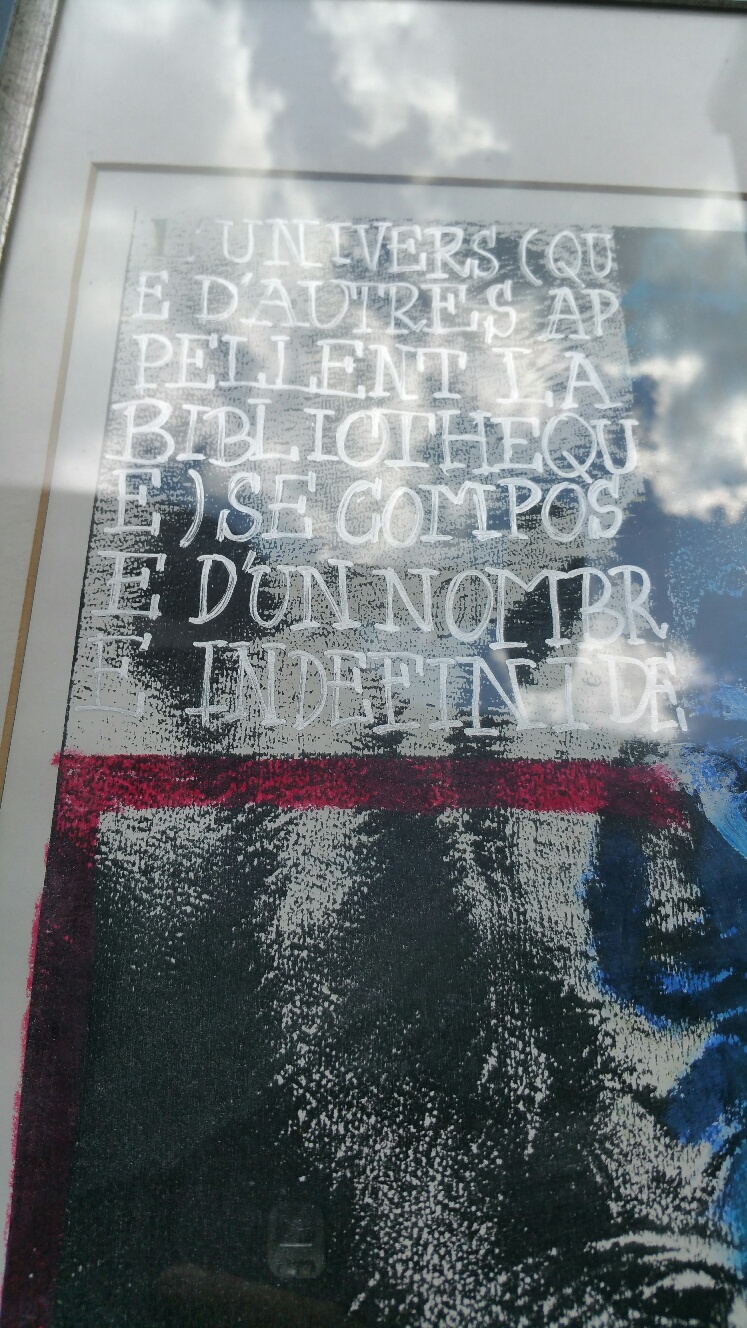 L'UNIVERS (QU
E D'AUTRES AP
PELLENT LA
BIBLIOTHEQU
E) SE COMPOS
E D'UN NOMBR
E INDEFINI DE